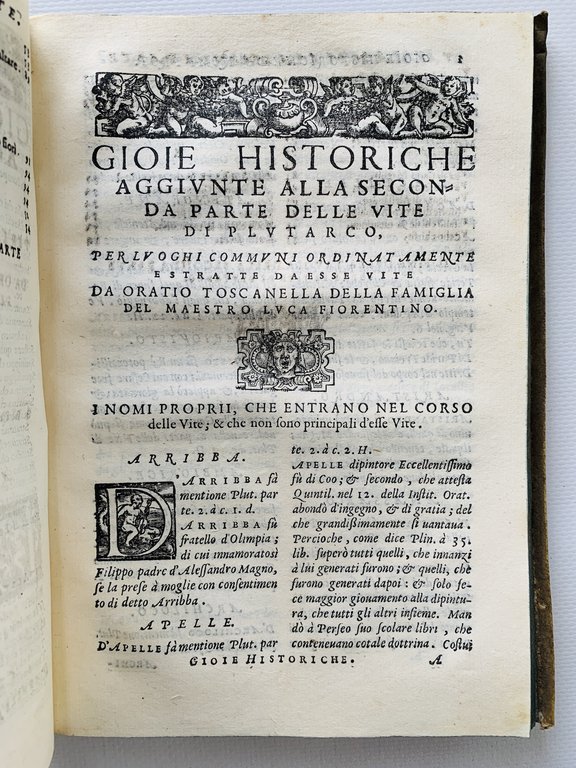 GIOIE HISTORICHE
AGGIVNTE ALLA SECON-
DA PARTE DELLE VITE
DI PLVTARCO,
PER LVOGHI COMMVNI ORDINATAMENTE
ESTRATTE DA ESSE VITE
DA ORATIO TOSCANELLA DELLA FAMIGLIA
DEL MAESTRO LVCA FIORENTINO.
I NOMI PROPRII, CHE ENTRANO NEL CORSO
delle Vite; & che non sono principali d'esse Vite.
ARRIBBA.
D'ARRIBBA fà
mentione Plut. par
te. 2. à c. 1. d.
ARRIBBA fù
fratello d'Olimpia;
di cui innamoratosi
Filippo padre d'Alessandro Magno,
se la prese à moglie con consentimen
to di detto Arribba.
APELLE.
D'APELLE fà mentione Plut. par
te. 2. à c. 2. H.
APELLE dipintore Eccellentissimo
fù di Coo; & secondo, che attesta
Quintil. nel 12. della Instit. Orat.
abondò d'ingegno, & di gratia; del
che grandissimamente si uantaua.
Percioche, come dice Plin. à 35.
lib. superò tutti quelli, che innanzi
à lui generati furono; & quelli, che
furono generati dapoi: & solo fe-
ce maggior giouamento alla dipintu
ra, che tutti gli altri insieme. Man
dò à Perseo suo scolare libri, che
conteneuano cotale dottrina. Costui
GIOIE HISTORICHE. A